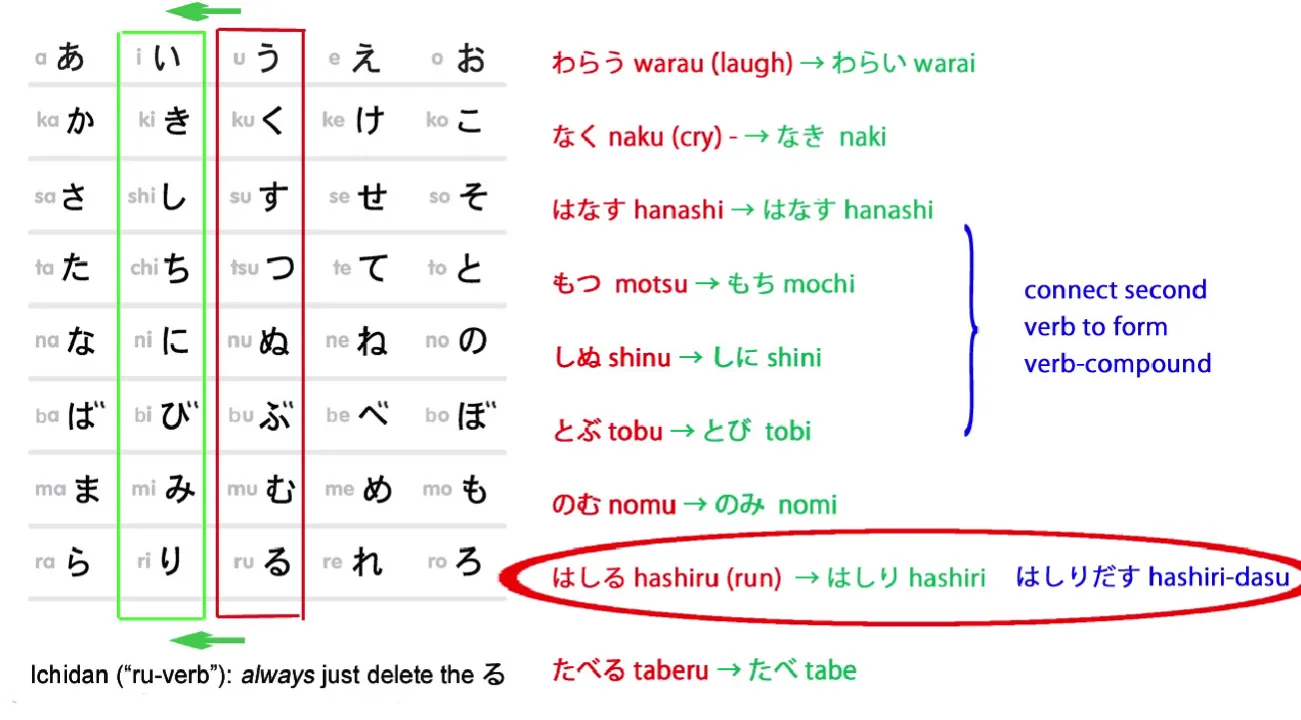 a あ i い u う e え o お
ka か ki き ku く ke け ko こ
sa さ shi し su す se せ so そ
ta た chi ち tsu つ te て to と
na な ni に nu ぬ ne ね no の
ba ば bi び bu ぶ be べ bo ぼ
ma ま mi み mu む me め mo も
ra ら ri り ru る re れ ro ろ
Ichidan (“ru-verb”): always just delete the る
わらう warau (laugh) → わらい warai
なく naku (cry) - → なき naki
はなす hanashi → はなす hanashi
もつ motsu → もち mochi
しぬ shinu → しに shini
とぶ tobu → とび tobi
のむ nomu → のみ nomi
はしる hashiru (run) → はしり hashiri はしりだす hashiri-dasu
たべる taberu → たべ tabe
connect second
verb to form
verb-compound